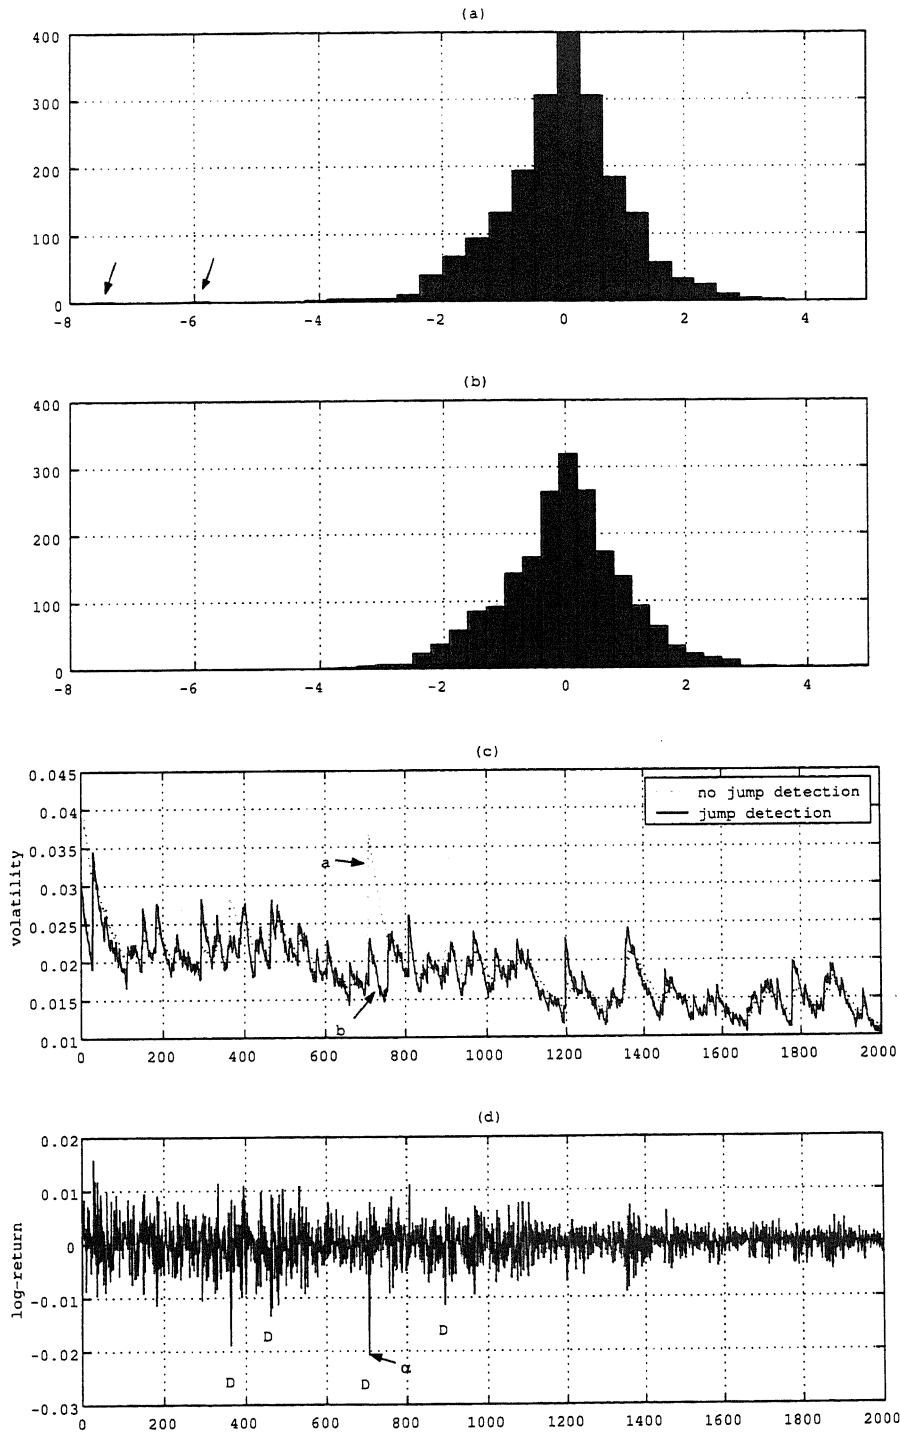 (a)
400
300
200
100
0
-8 -6 -4 -2 0 2 4
(b)
400
300
200
100
0
-8 -6 -4 -2 0 2 4
(c)
0.045
0.04
0.035
0.03
0.025
0.02
0.015
0.01
volatility
no jump detection
jump detection
a
b
0 200 400 600 800 1000 1200 1400 1600 1800 2000
(d)
0.02
0.01
0
-0.01
-0.02
-0.03
log-return
D
D
D
α
D
0 200 400 600 800 1000 1200 1400 1600 1800 2000